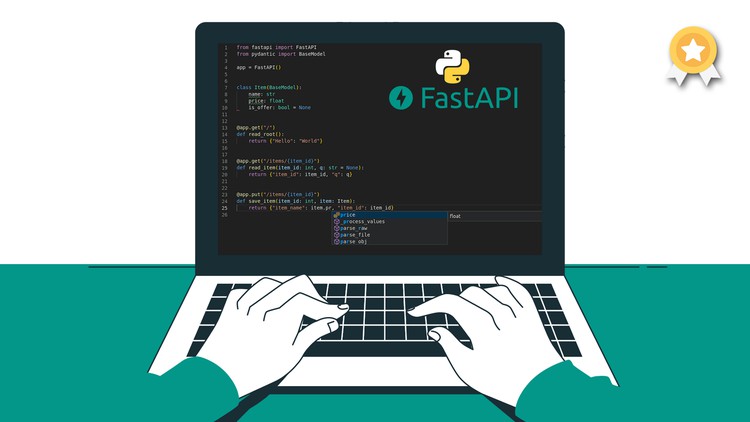 1 from fastapi import FastAPI
2 from pydantic import BaseModel
3
4 app = FastAPI()
5
6
7 class Item(BaseModel):
8 name: str
9 price: float
10 is_offer: bool = None
11
12
13 @app.get("/")
14 def read_root():
15 return {"Hello": "World"}
16
17
18 @app.get("/items/{item_id}")
19 def read_item(item_id: int, q: str = None):
20 return {"item_id": item_id, "q": q}
21
22
23 @app.put("/items/{item_id}")
24 def save_item(item_id: int, item: Item):
25 return {"item_name": item.pr, "item_id": item_id}
26
price
_process_values
parse_raw
parse_file
parse_obj
float
FastAPI